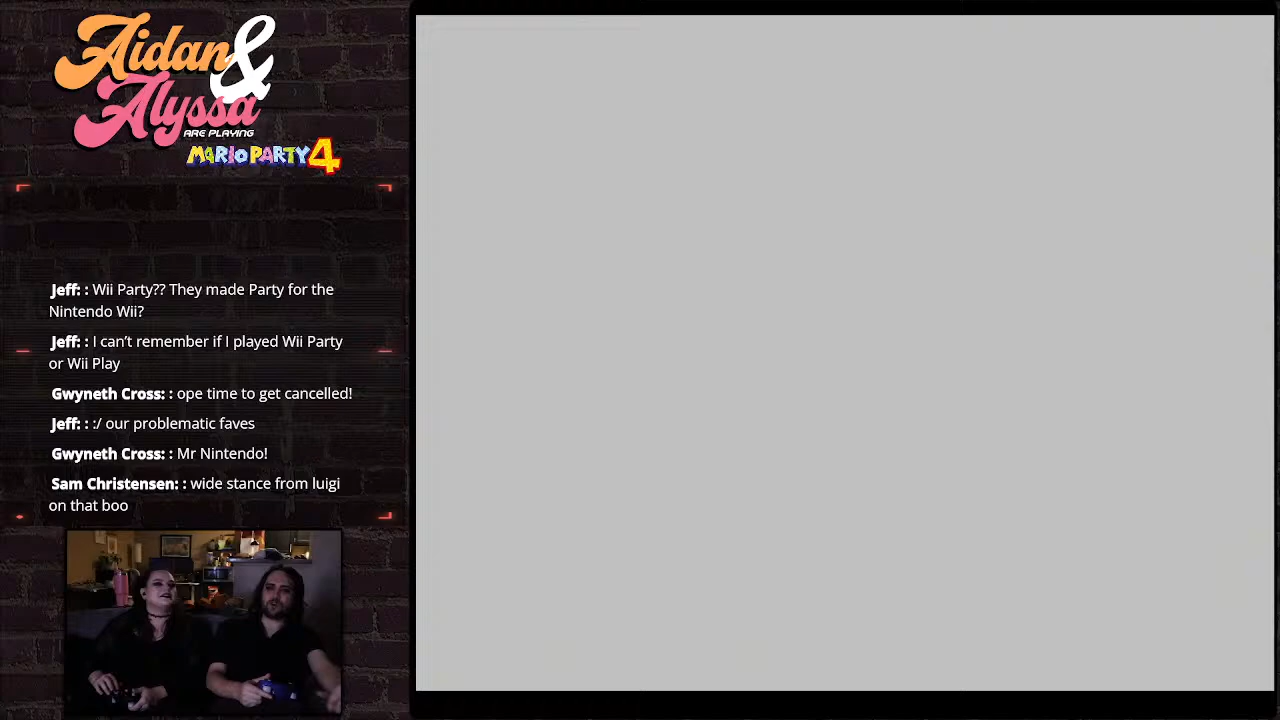 Aidan &
Alyssa
ARE PLAYING
MARIO PARTY 4
Jeff: : Wii Party?? They made Party for the
Nintendo Wii?
Jeff: : I can’t remember if I played Wii Party
or Wii Play
Gwyneth Cross: : ope time to get cancelled!
Jeff: : :/ our problematic faves
Gwyneth Cross: : Mr Nintendo!
Sam Christensen: : wide stance from luigi
on that boo